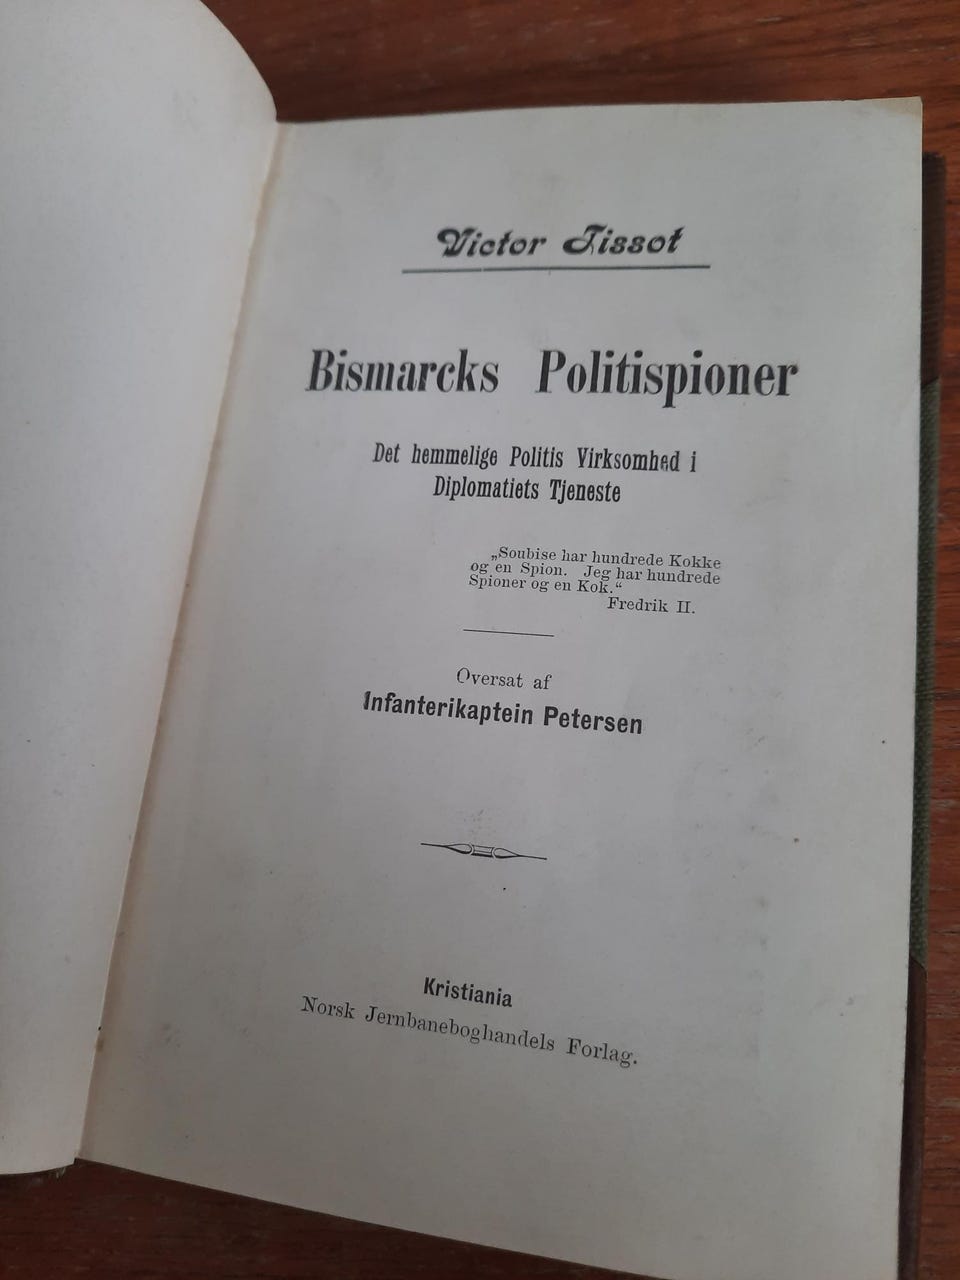 Victor Tissot
Bismarcks Politispioner
Det hemmelige Politis Virksomhed i
Diplomatiets Tjeneste
„Soubise har hundrede Kokke
og en Spion. Jeg har hundrede
Spioner og en Kok.“
Fredrik II.
Oversat af
Infanterikaptein Petersen
Kristiania
Norsk Jernbaneboghandels Forlag.